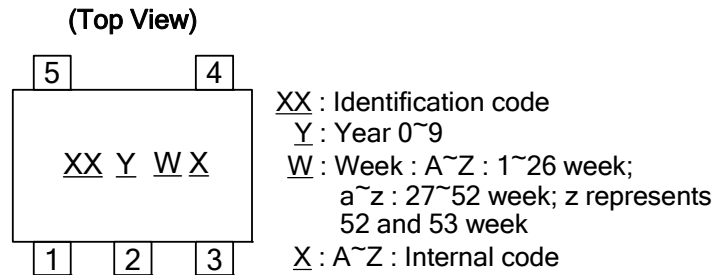 (Top View)
5 4
XX Y W X
1 2 3
XX : Identification code
Y : Year 0~9
W : Week : A~Z : 1~26 week;
a~z : 27~52 week; z represents
52 and 53 week
X : A~Z : Internal code